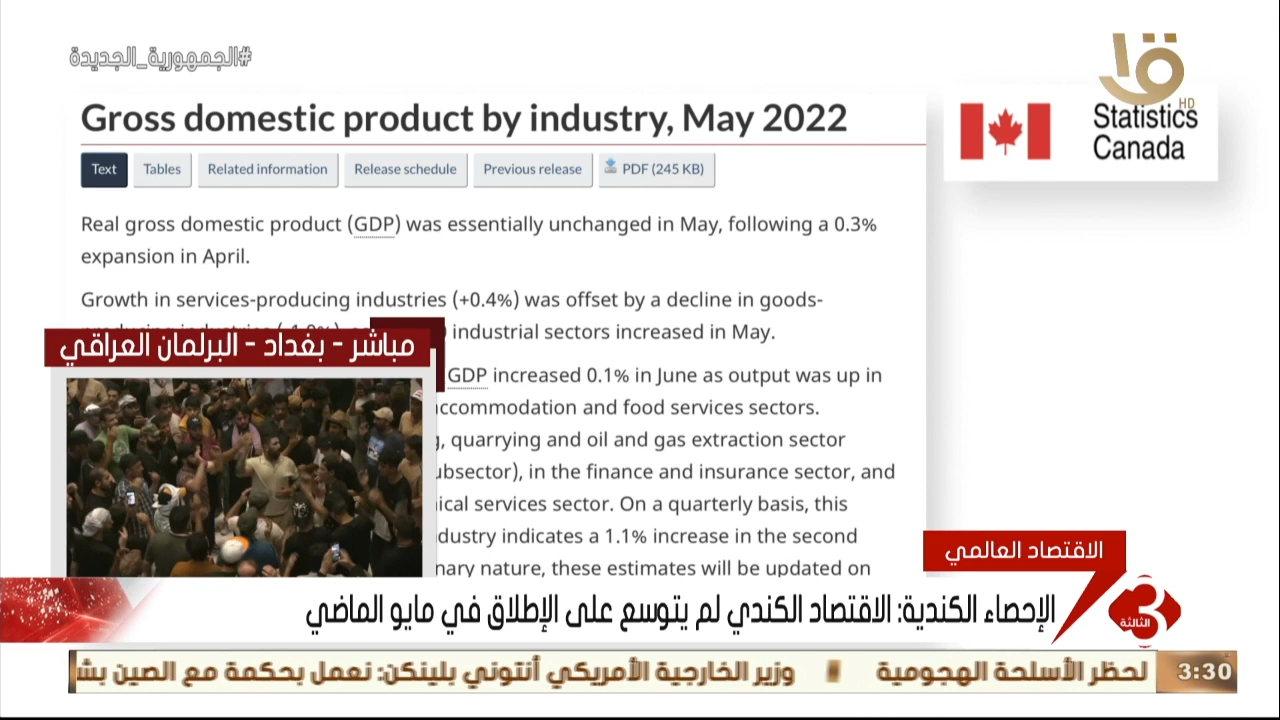 #الجمهورية_الجديدة
HD
Statistics
Canada
Gross domestic product by industry, May 2022
Text Tables Related information Release schedule Previous release PDF (245 KB)
Real gross domestic product (GDP) was essentially unchanged in May, following a 0.3%
expansion in April.
Growth in services-producing industries (+0.4%) was offset by a decline in goods-
industrial sectors increased in May.
مباشر - بغداد - البرلمان العراقي
GDP increased 0.1% in June as output was up in
accommodation and food services sectors.
, quarrying and oil and gas extraction sector
ubsector), in the finance and insurance sector, and
ical services sector. On a quarterly basis, this
dustry indicates a 1.1% increase in the second
nary nature, these estimates will be updated on
الاقتصاد العالمي
الإحصاء الكندية: الاقتصاد الكندي لم يتوسع على الإطلاق في مايو الماضي
3 الثالثة
لحظر الأسلحة الهجومية وزير الخارجية الأمريكي أنتوني بلينكن: نعمل بحكمة مع الصين بش
3:30